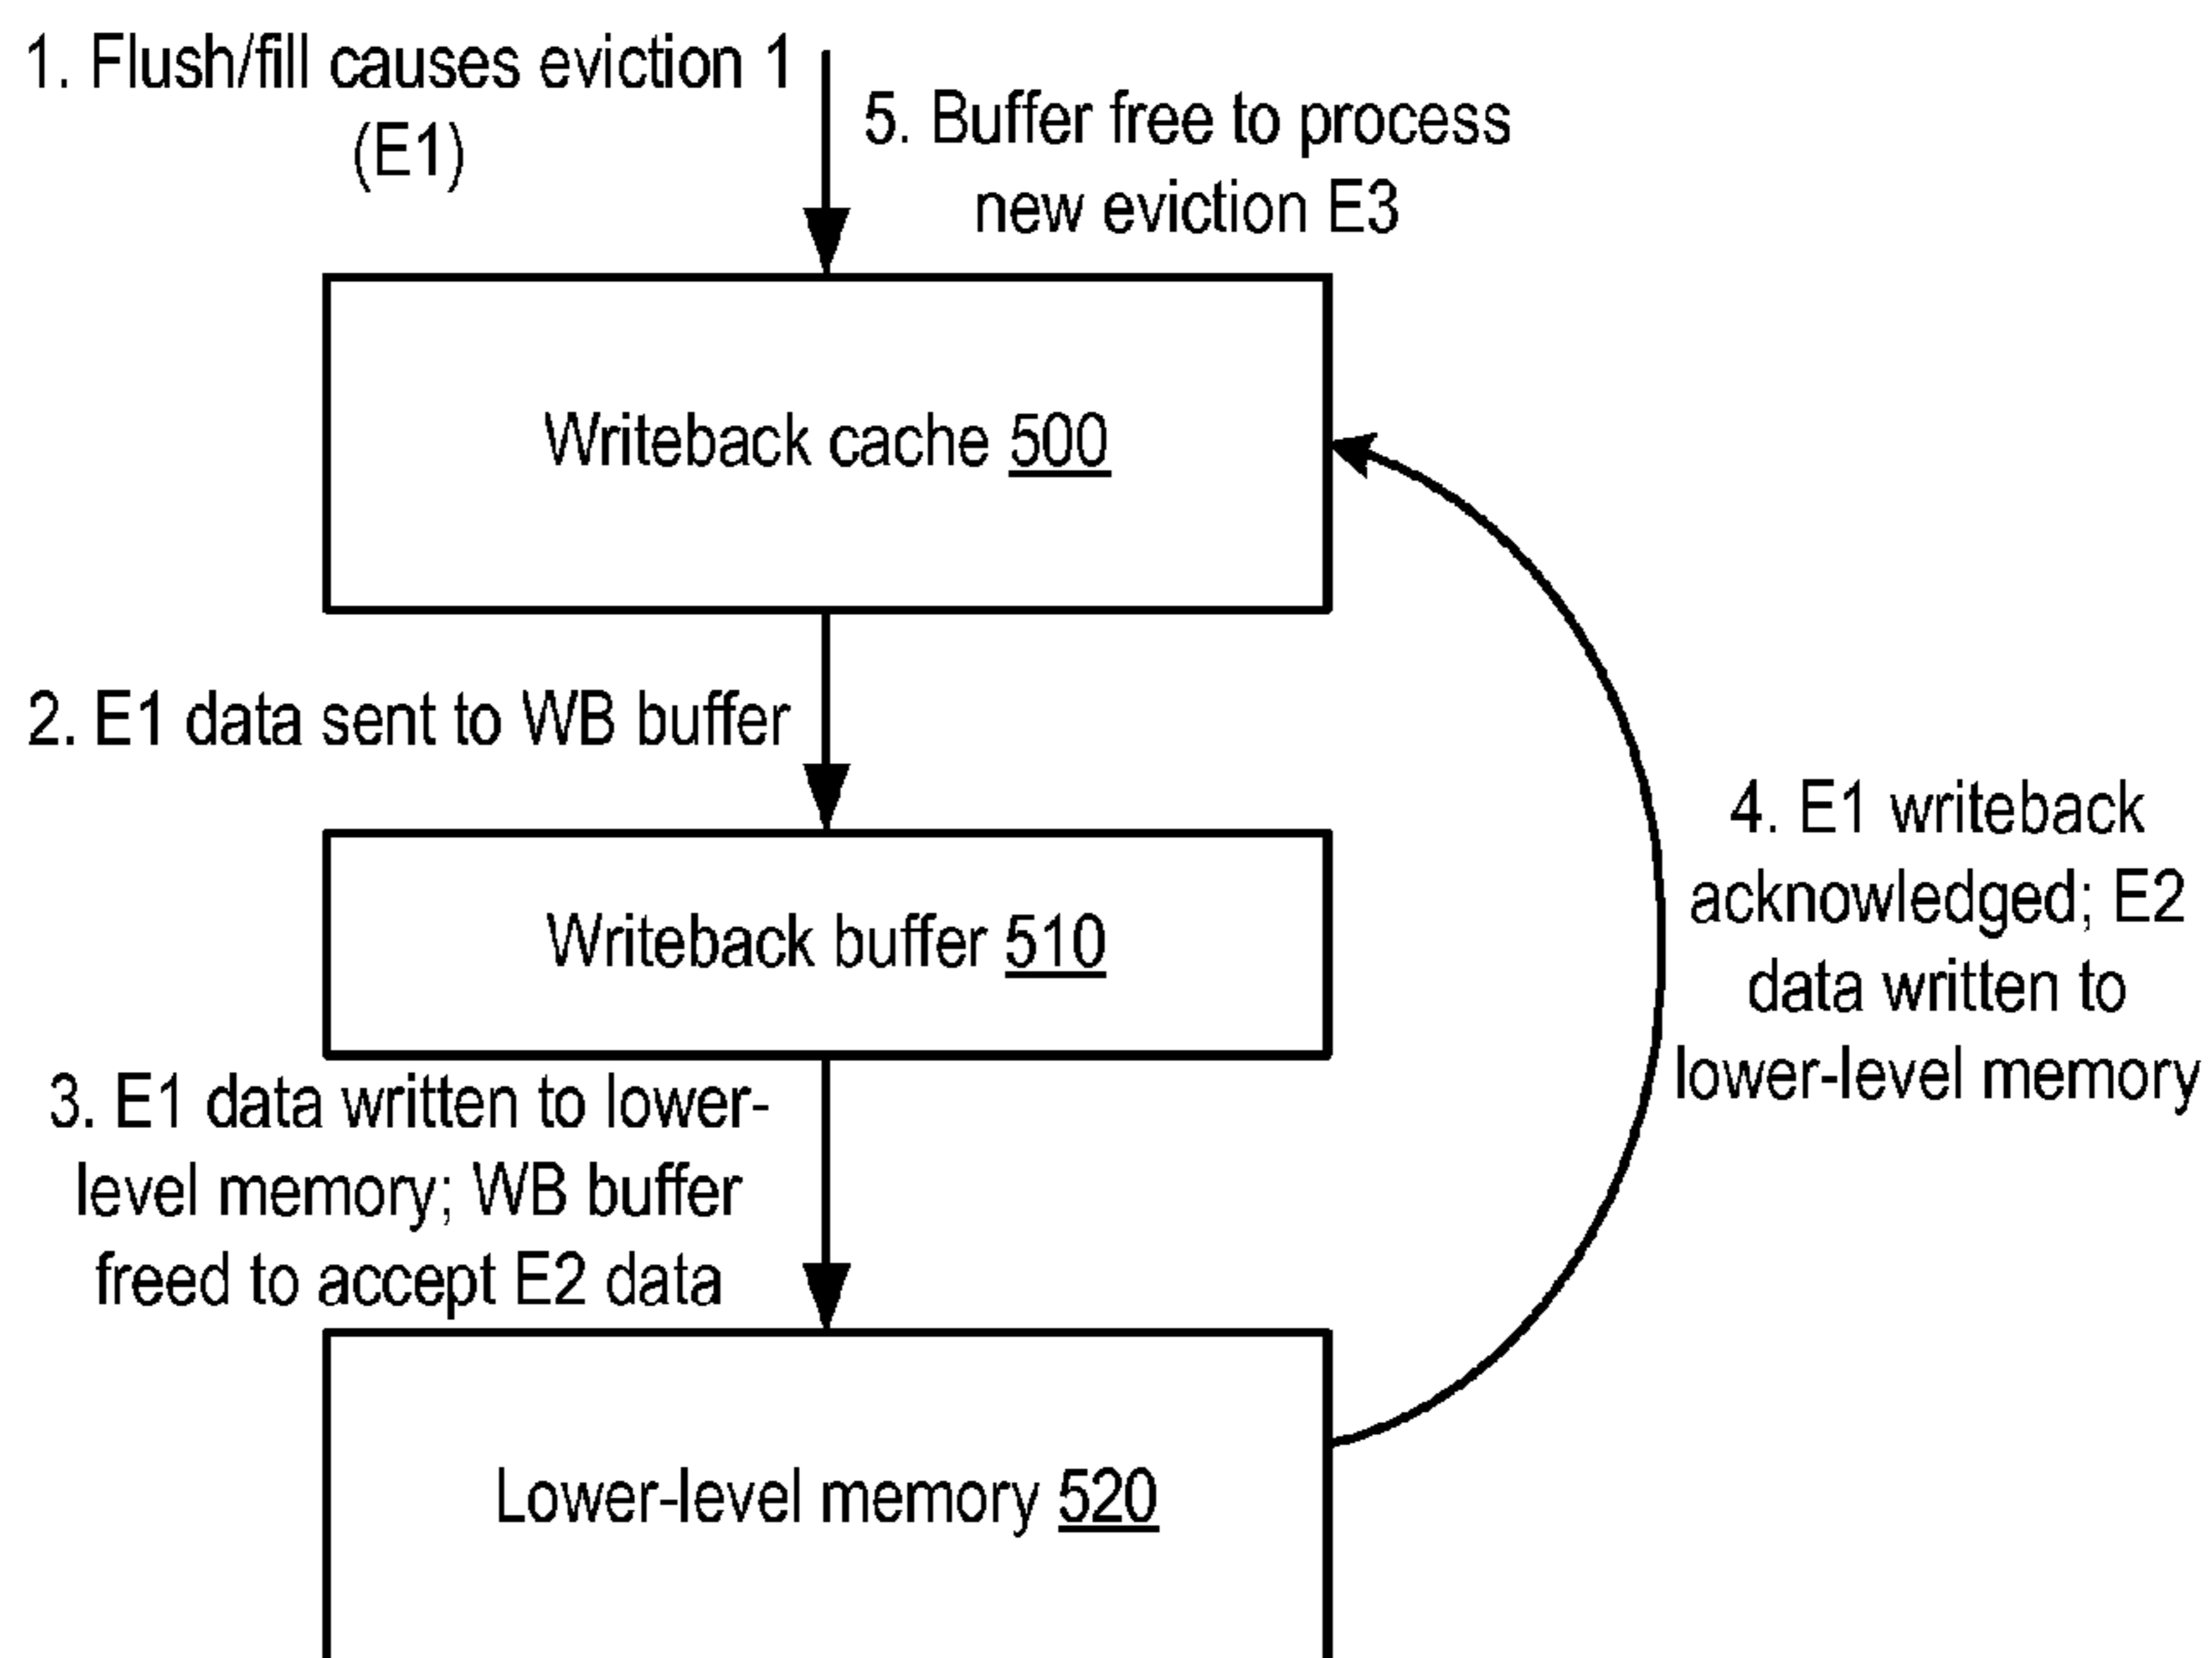 1. Flush/fill causes eviction 1
(E1)
5. Buffer free to process
new eviction E3
Writeback cache 500
2. E1 data sent to WB buffer
4. E1 writeback
acknowledged; E2
data written to
lower-level memory
Writeback buffer 510
3. E1 data written to lower-
level memory; WB buffer
freed to accept E2 data
Lower-level memory 520